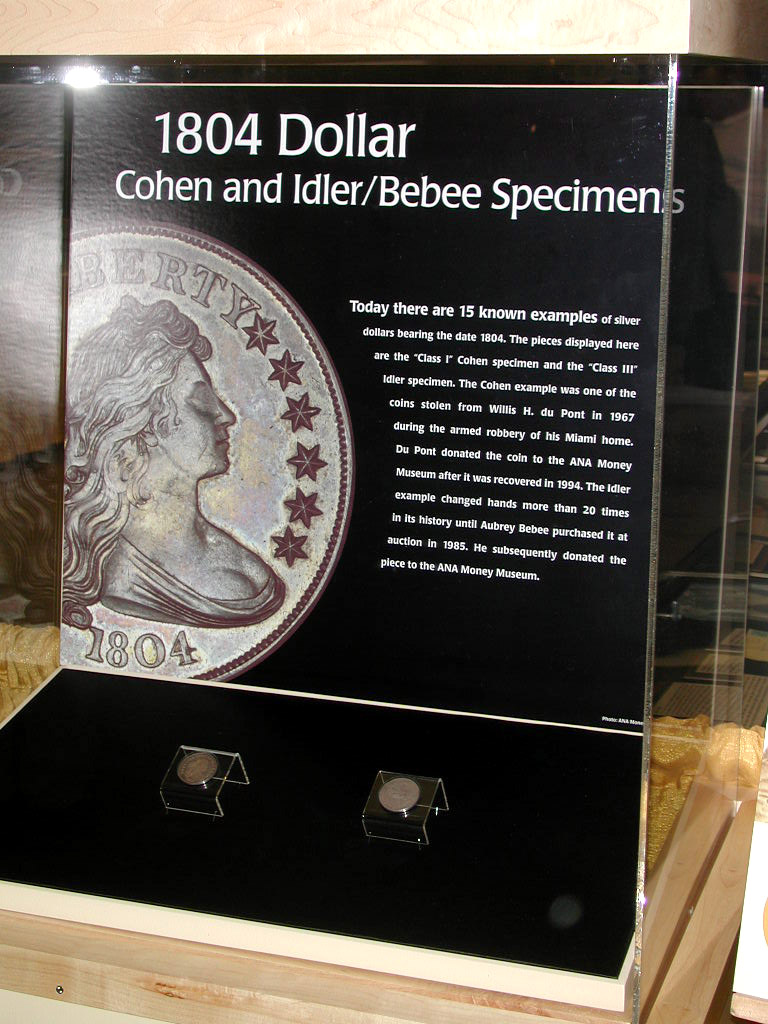 1804 Dollar
Cohen and Idler/Bebee Specimens
BERTY
1804
Today there are 15 known examples of silver
dollars bearing the date 1804. The pieces displayed here
are the "Class I" Cohen specimen and the "Class III"
Idler specimen. The Cohen example was one of the
coins stolen from Willis H. du Pont in 1967
during the armed robbery of his Miami home.
Du Pont donated the coin to the ANA Money
Museum after it was recovered in 1994. The Idler
example changed hands more than 20 times
in its history until Aubrey Bebee purchased it at
auction in 1985. He subsequently donated the
piece to the ANA Money Museum.
Photo: ANA Mone